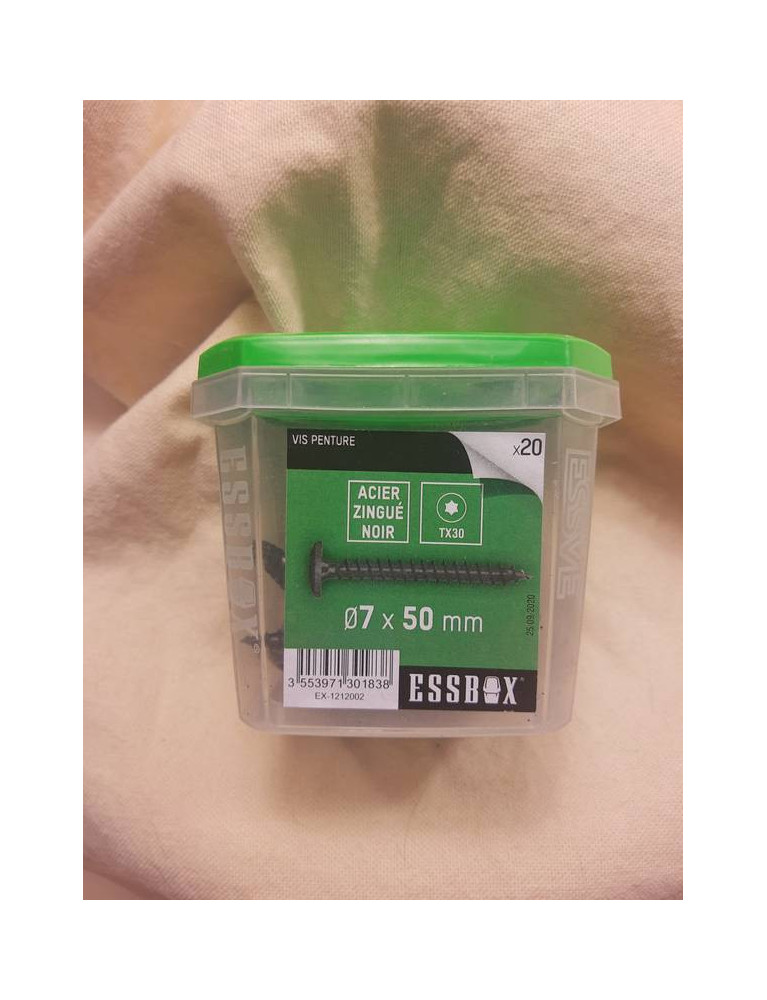 VIS PENTURE
x20
ACIER
ZINGUÉ
NOIR
TX30
Ø7 x 50 mm
25/09/2020
3 553971 301838
EX-1212002
ESSBOX
ESSBOX
ESSVE